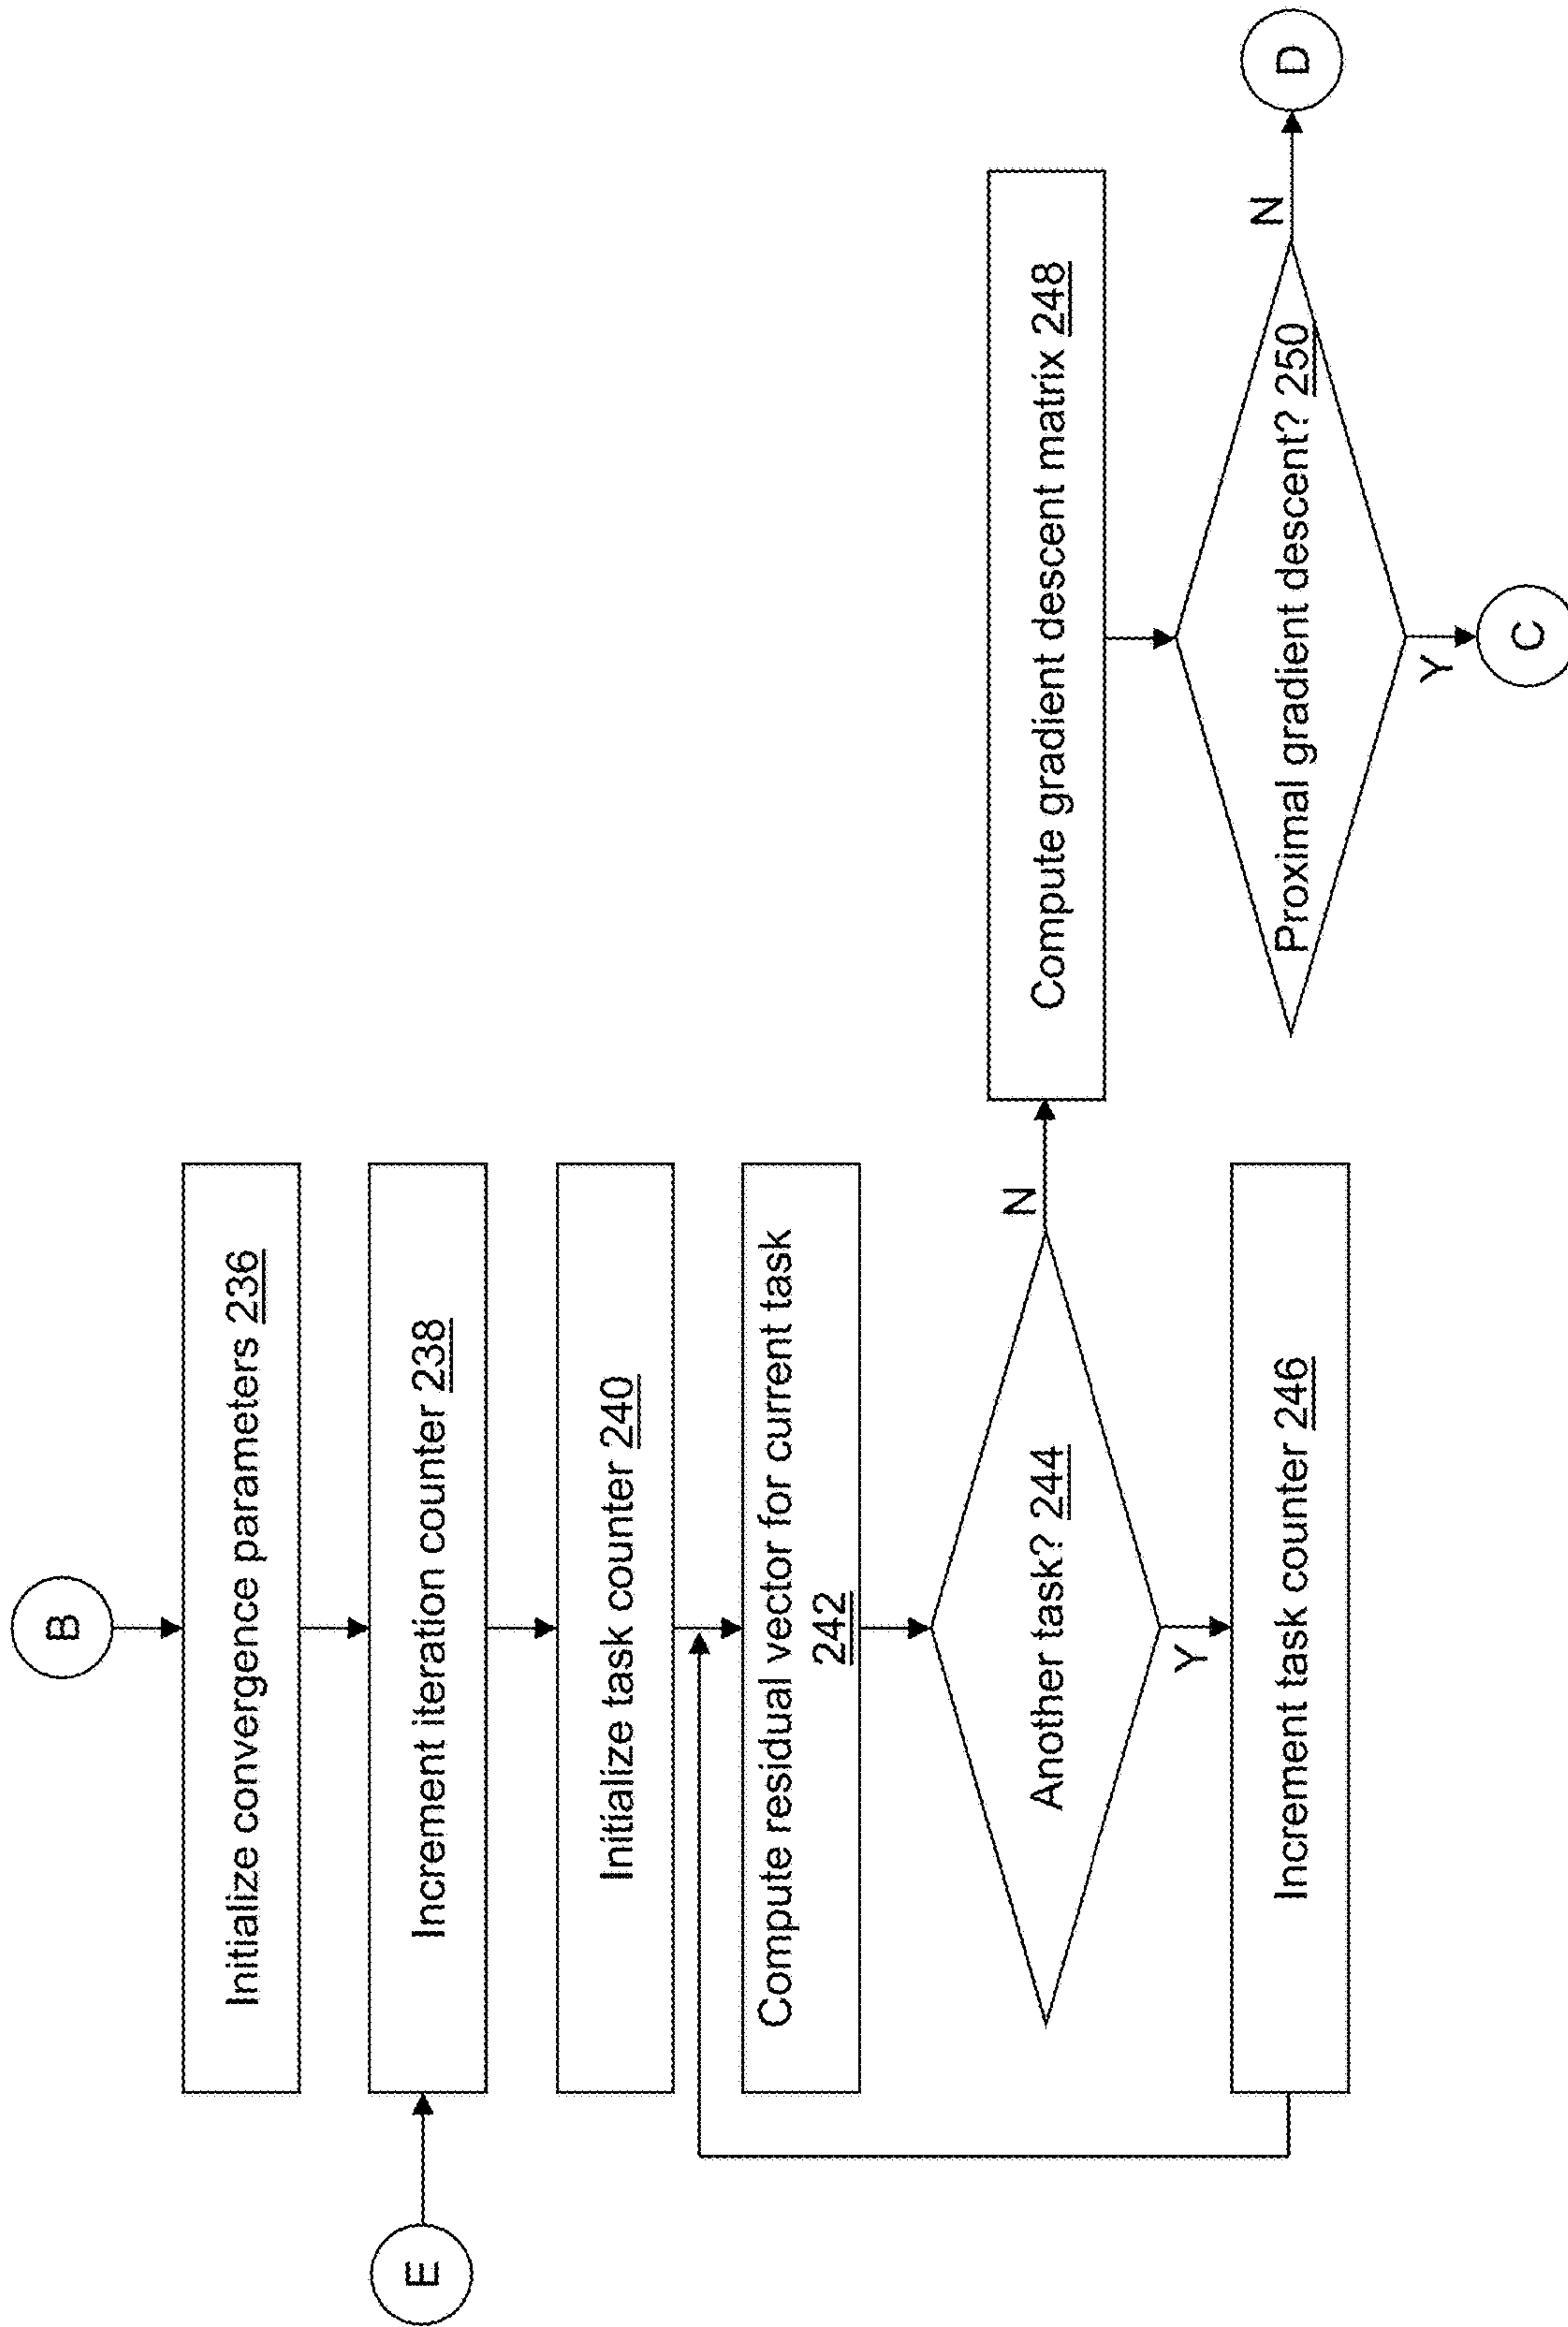 B
Initialize convergence parameters 236
E
Increment iteration counter 238
Initialize task counter 240
Compute residual vector for current task
242
Another task? 244
N
Y
Increment task counter 246
Compute gradient descent matrix 248
Proximal gradient descent? 250
N
D
Y
C